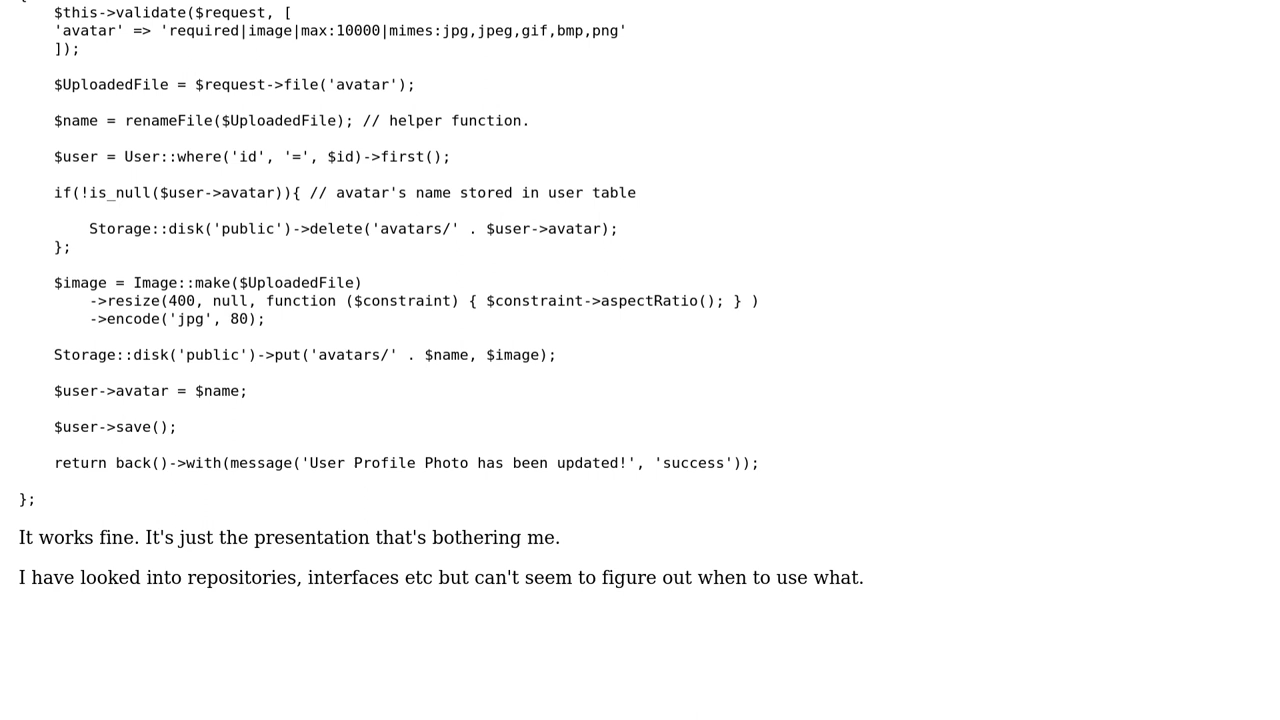 {
$this->validate($request, [
'avatar' => 'required|image|max:10000|mimes:jpg,jpeg,gif,bmp,png'
]);
$UploadedFile = $request->file('avatar');
$name = renameFile($UploadedFile); // helper function.
$user = User::where('id', '=', $id)->first();
if(!is_null($user->avatar)){ // avatar's name stored in user table
Storage::disk('public')->delete('avatars/' . $user->avatar);
};
$image = Image::make($UploadedFile)
->resize(400, null, function ($constraint) { $constraint->aspectRatio(); } )
->encode('jpg', 80);
Storage::disk('public')->put('avatars/' . $name, $image);
$user->avatar = $name;
$user->save();
return back()->with(message('User Profile Photo has been updated!', 'success'));
};
It works fine. It's just the presentation that's bothering me.
I have looked into repositories, interfaces etc but can't seem to figure out when to use what.